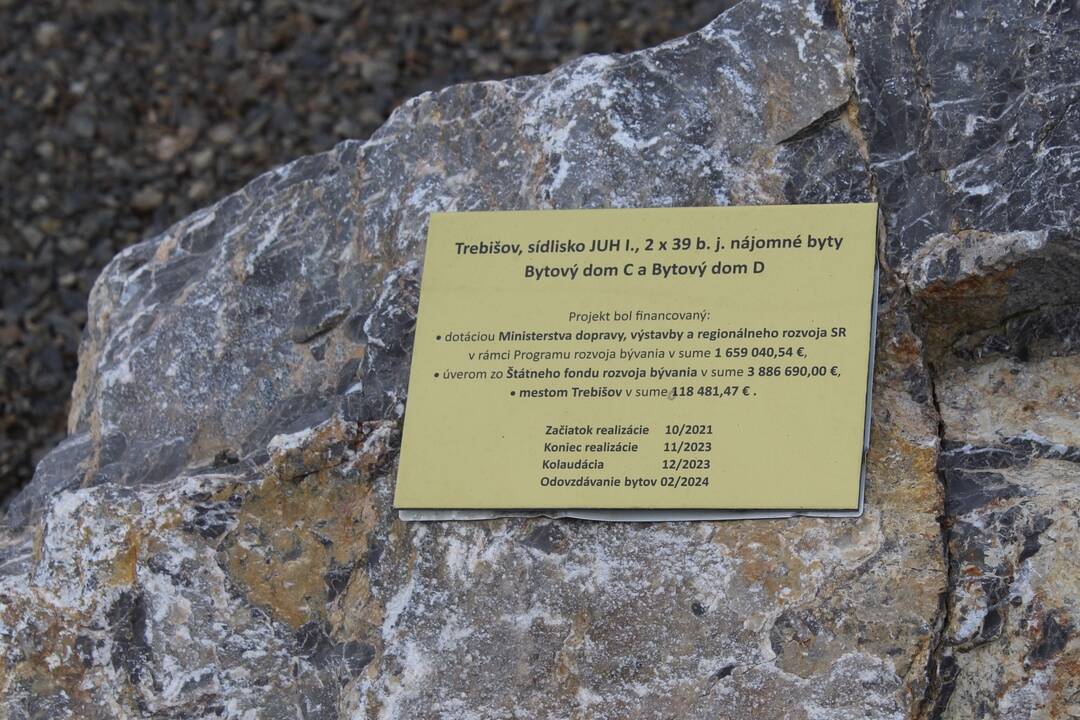 Trebišov, sídlisko JUH I., 2 x 39 b. j. nájomné byty
Bytový dom C a Bytový dom D
Projekt bol financovaný:
• dotáciou Ministerstva dopravy, výstavby a regionálneho rozvoja SR
v rámci Programu rozvoja bývania v sume 1 659 040,54 €,
• úverom zo Štátneho fondu rozvoja bývania v sume 3 886 690,00 €,
• mestom Trebišov v sume 118 481,47 € .
Začiatok realizácie 10/2021
Koniec realizácie 11/2023
Kolaudácia 12/2023
Odovzdávanie bytov 02/2024